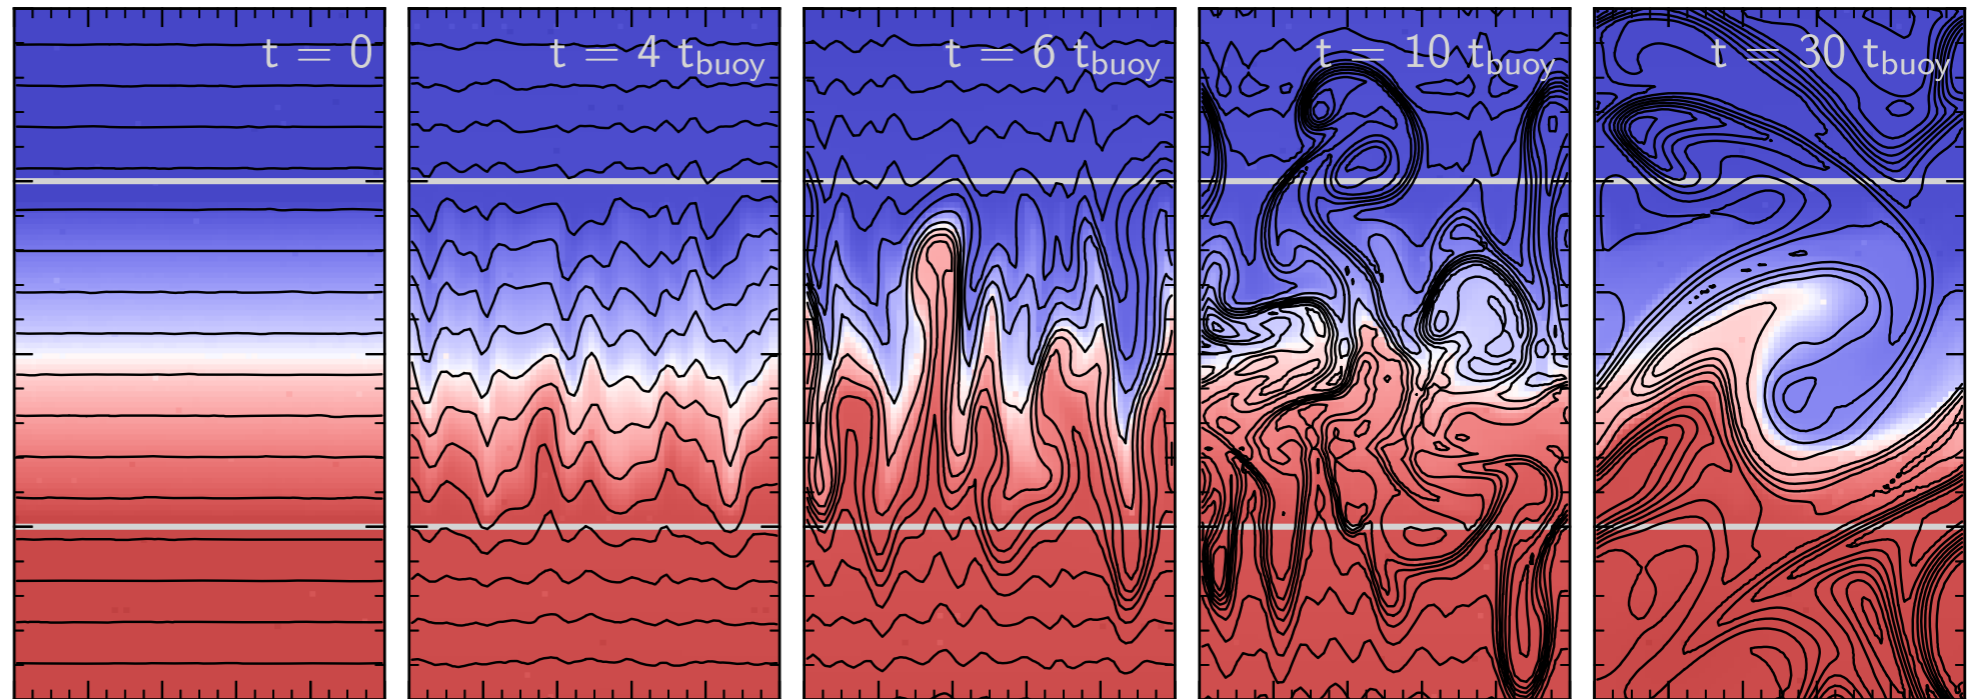 t = 0
t = 4 t_buoy
t = 6 t_buoy
t = 10 t_buoy
t = 30 t_buoy